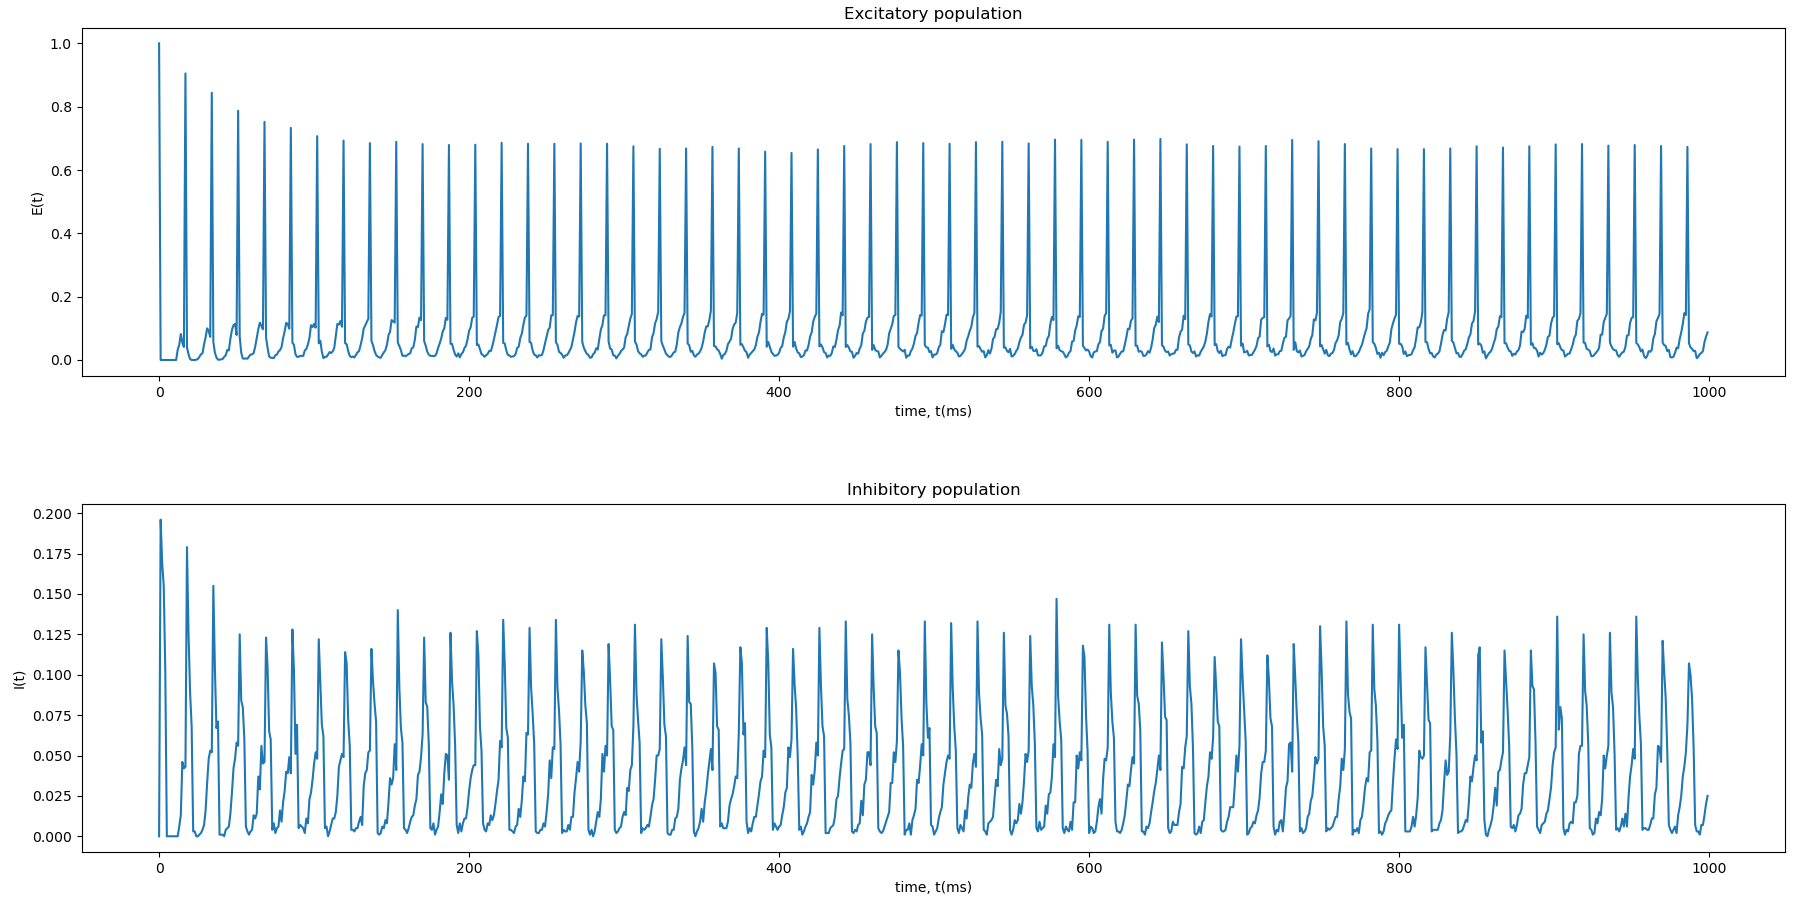 Excitatory population
1.0
0.8
0.6
0.4
0.2
0.0
E(t)
0 200 400 600 800 1000
time, t(ms)
Inhibitory population
0.200
0.175
0.150
0.125
0.100
0.075
0.050
0.025
0.000
I(t)
0 200 400 600 800 1000
time, t(ms)